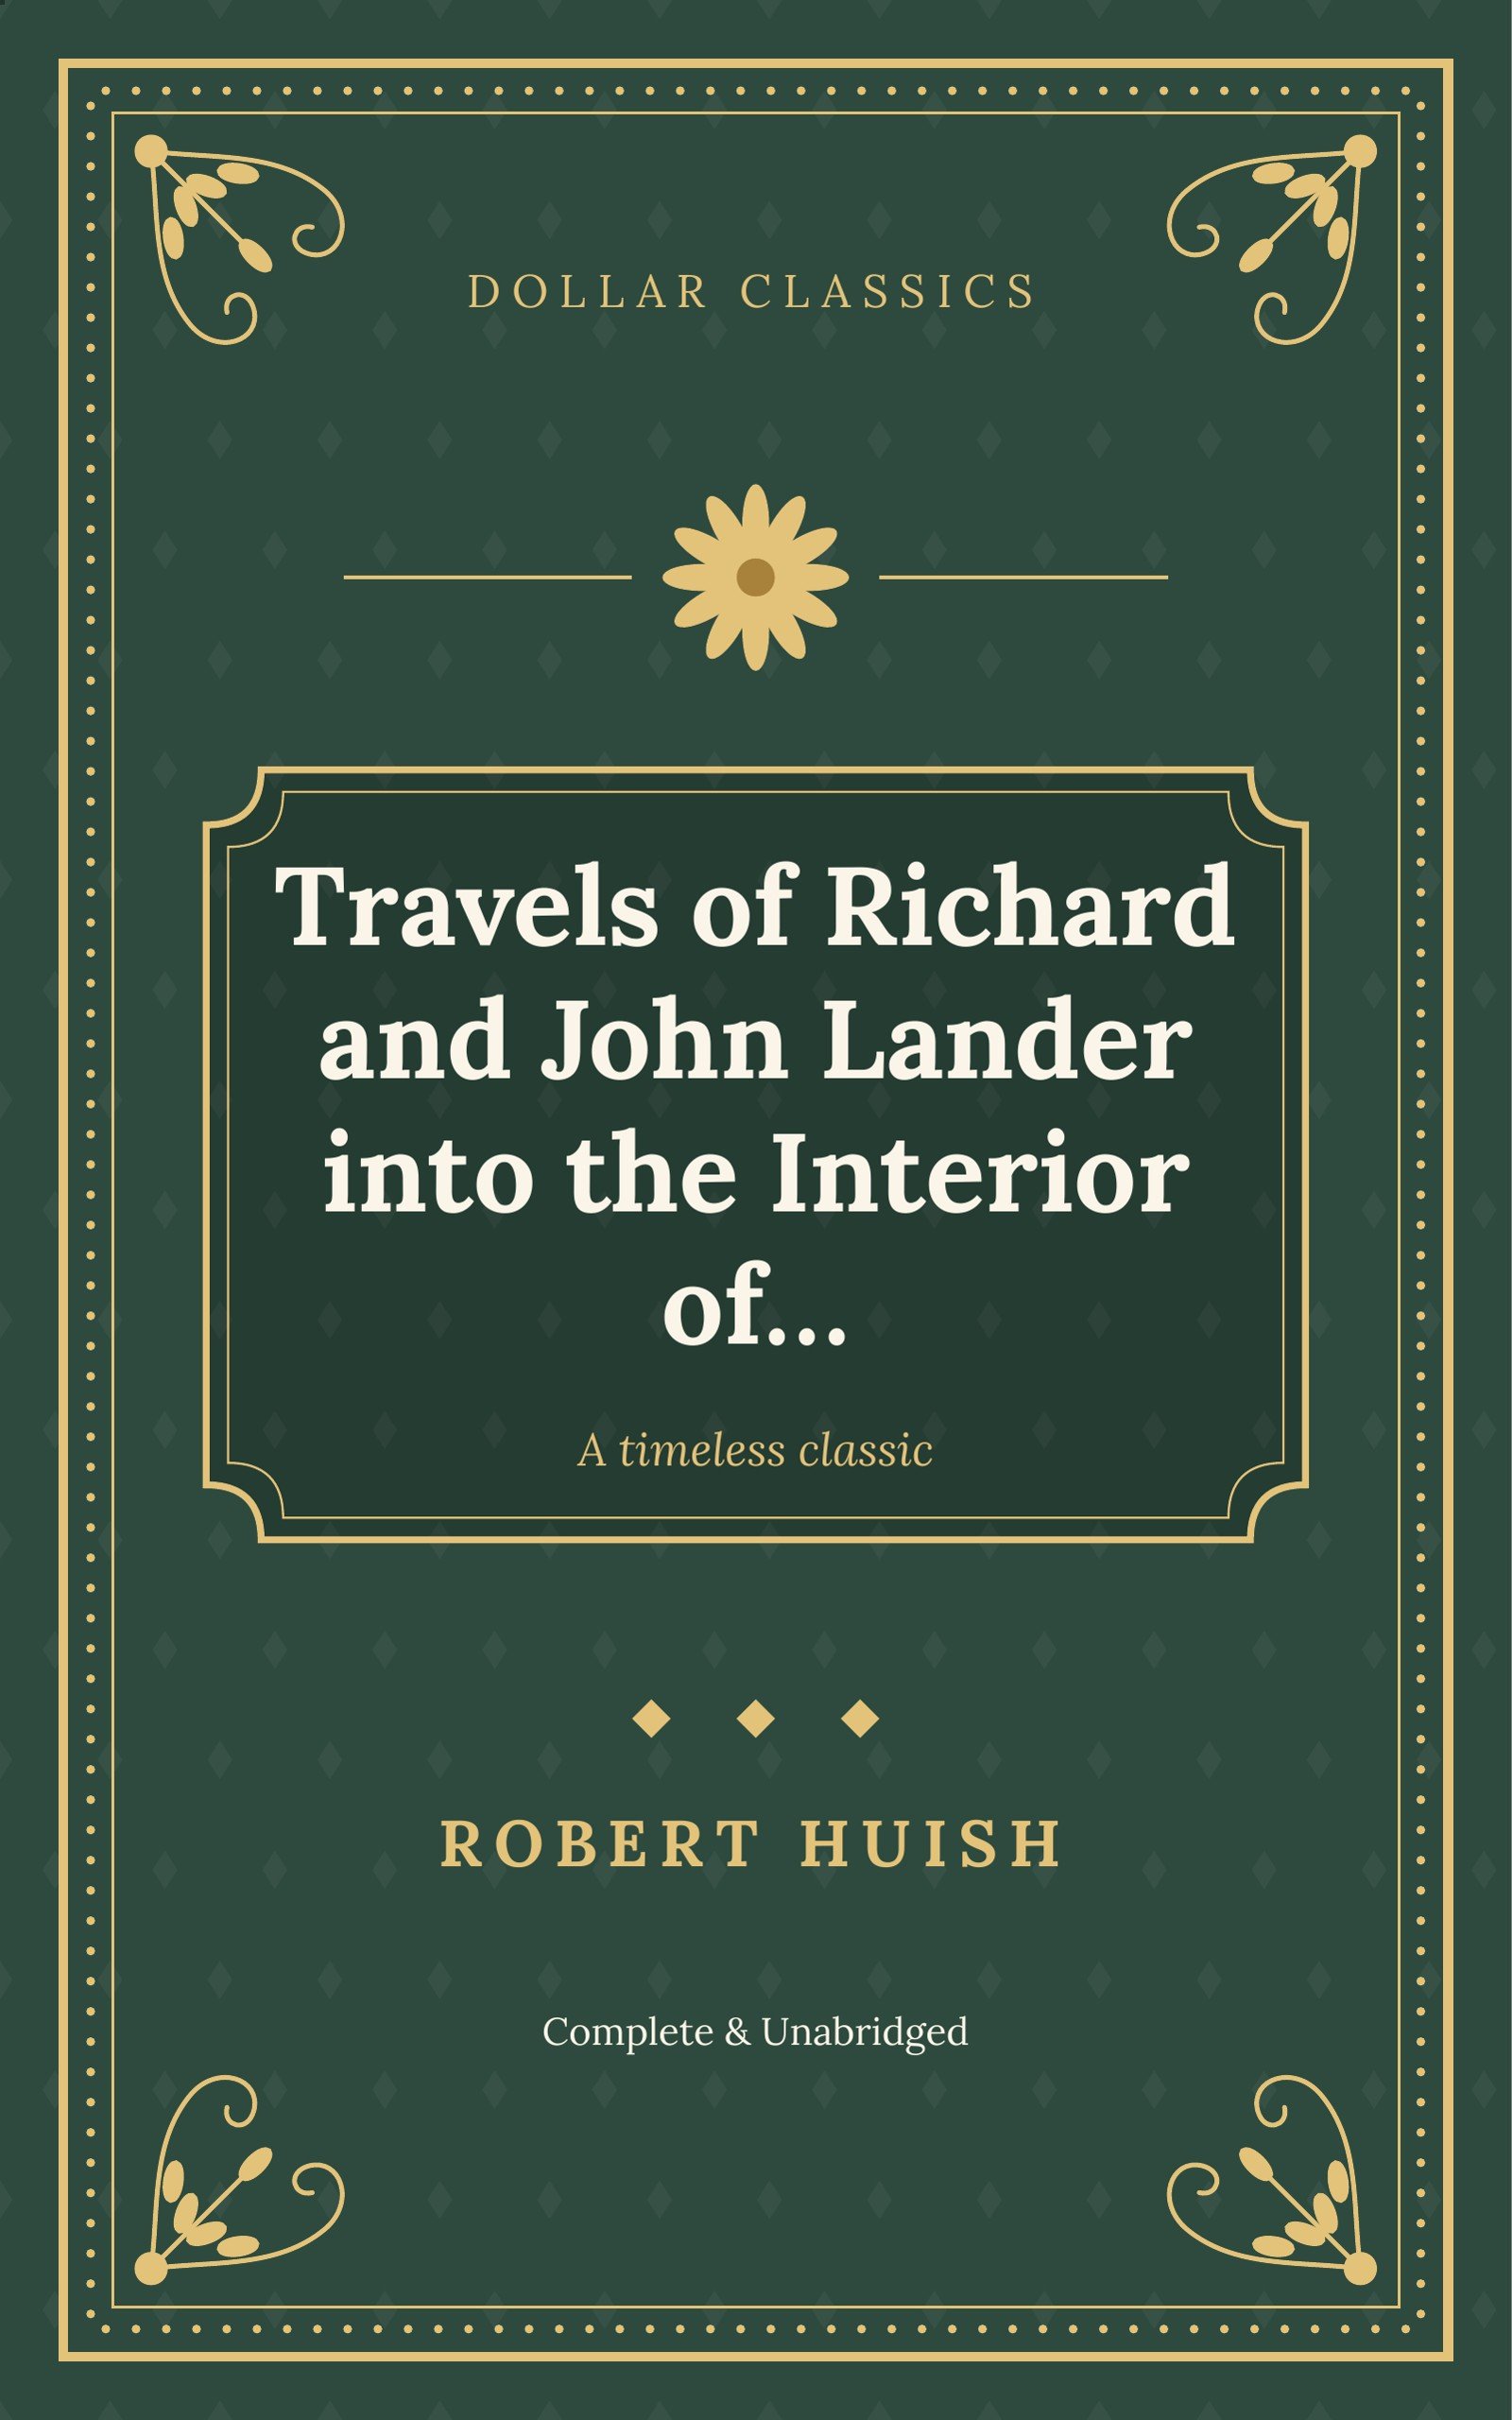 DOLLAR CLASSICS
Travels of Richard
and John Lander
into the Interior
of...
A timeless classic
ROBERT HUISH
Complete & Unabridged